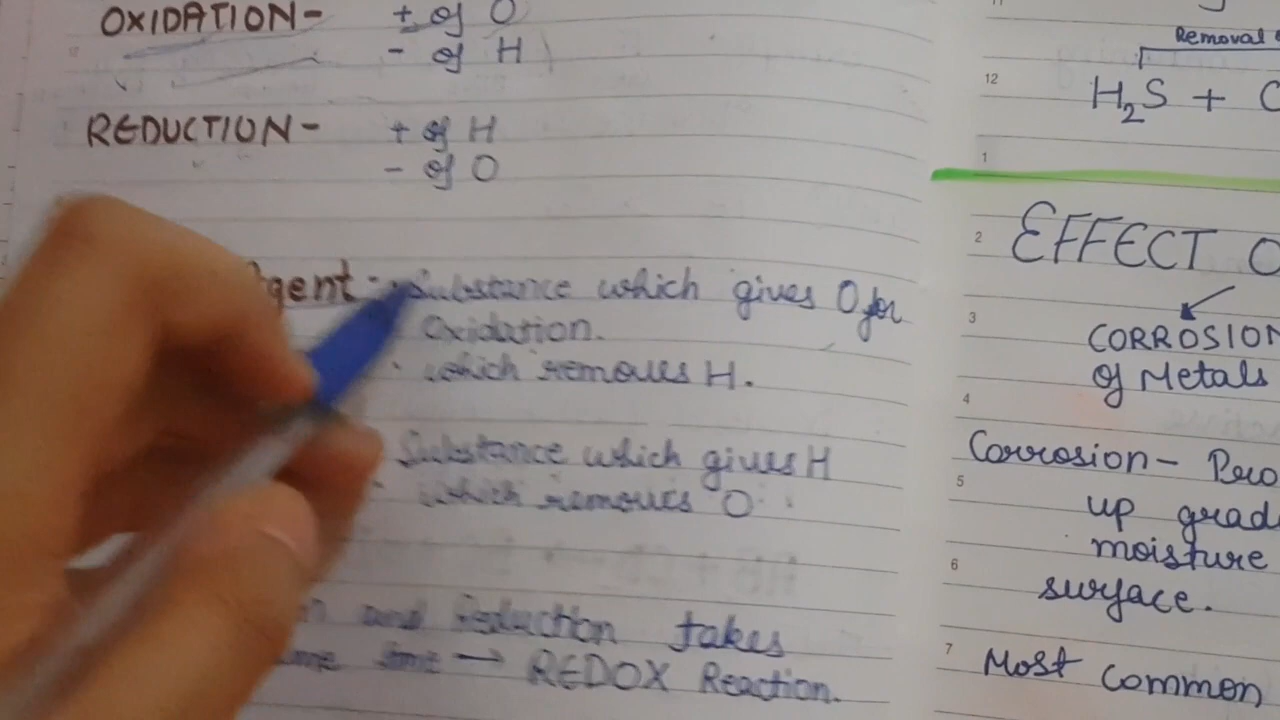 OXIDATION- + of O
- of H
REDUCTION- + of H
- of O
gent - Substance which gives O for
Oxidation.
· which removes H.
Substance which gives H
· which removes O
and Reduction takes
→ REDOX Reaction.
11
Removal
12
H₂S + C
1
2
EFFECT O
3
CORROSION
of Metals
4
Corrosion-
5
up grad
moisture
6
surface.
7
Most common